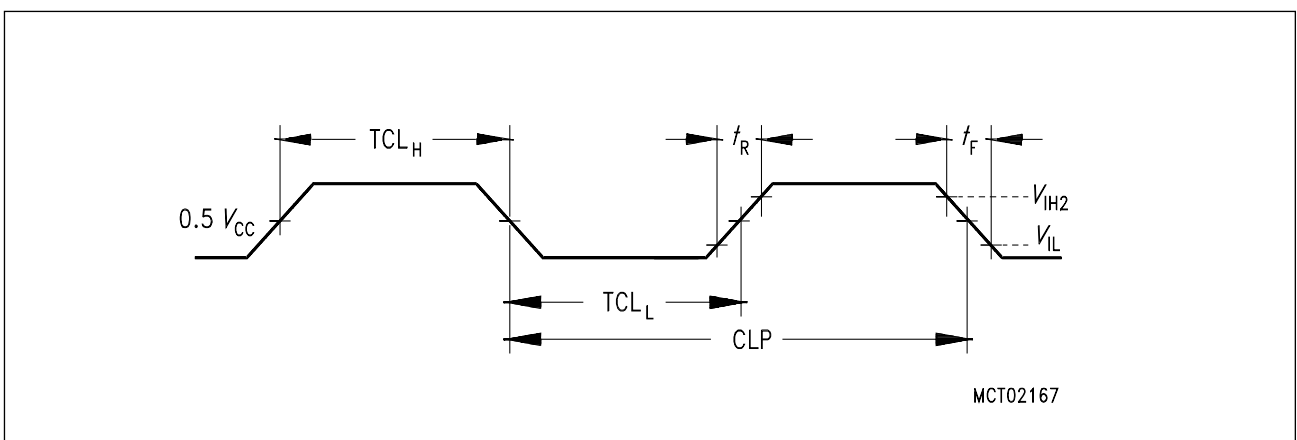 TCL_H
t_R
t_F
V_IH2
0.5 V_CC
V_IL
TCL_L
CLP
MCT02167